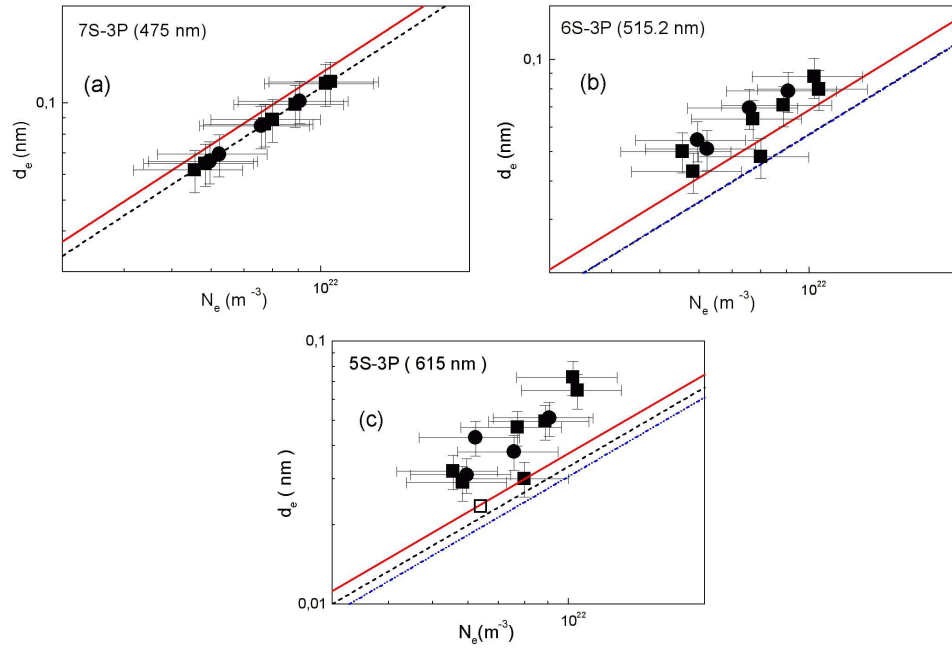 7S-3P (475 nm)
(a)
0,1
d_e (nm)
10^22
N_e (m^-3)
6S-3P (515.2 nm)
(b)
0,1
d_e (nm)
10^22
N_e (m^-3)
5S-3P ( 615 nm )
(c)
0,1
d_e ( nm )
0,01
10^22
N_e(m^-3)